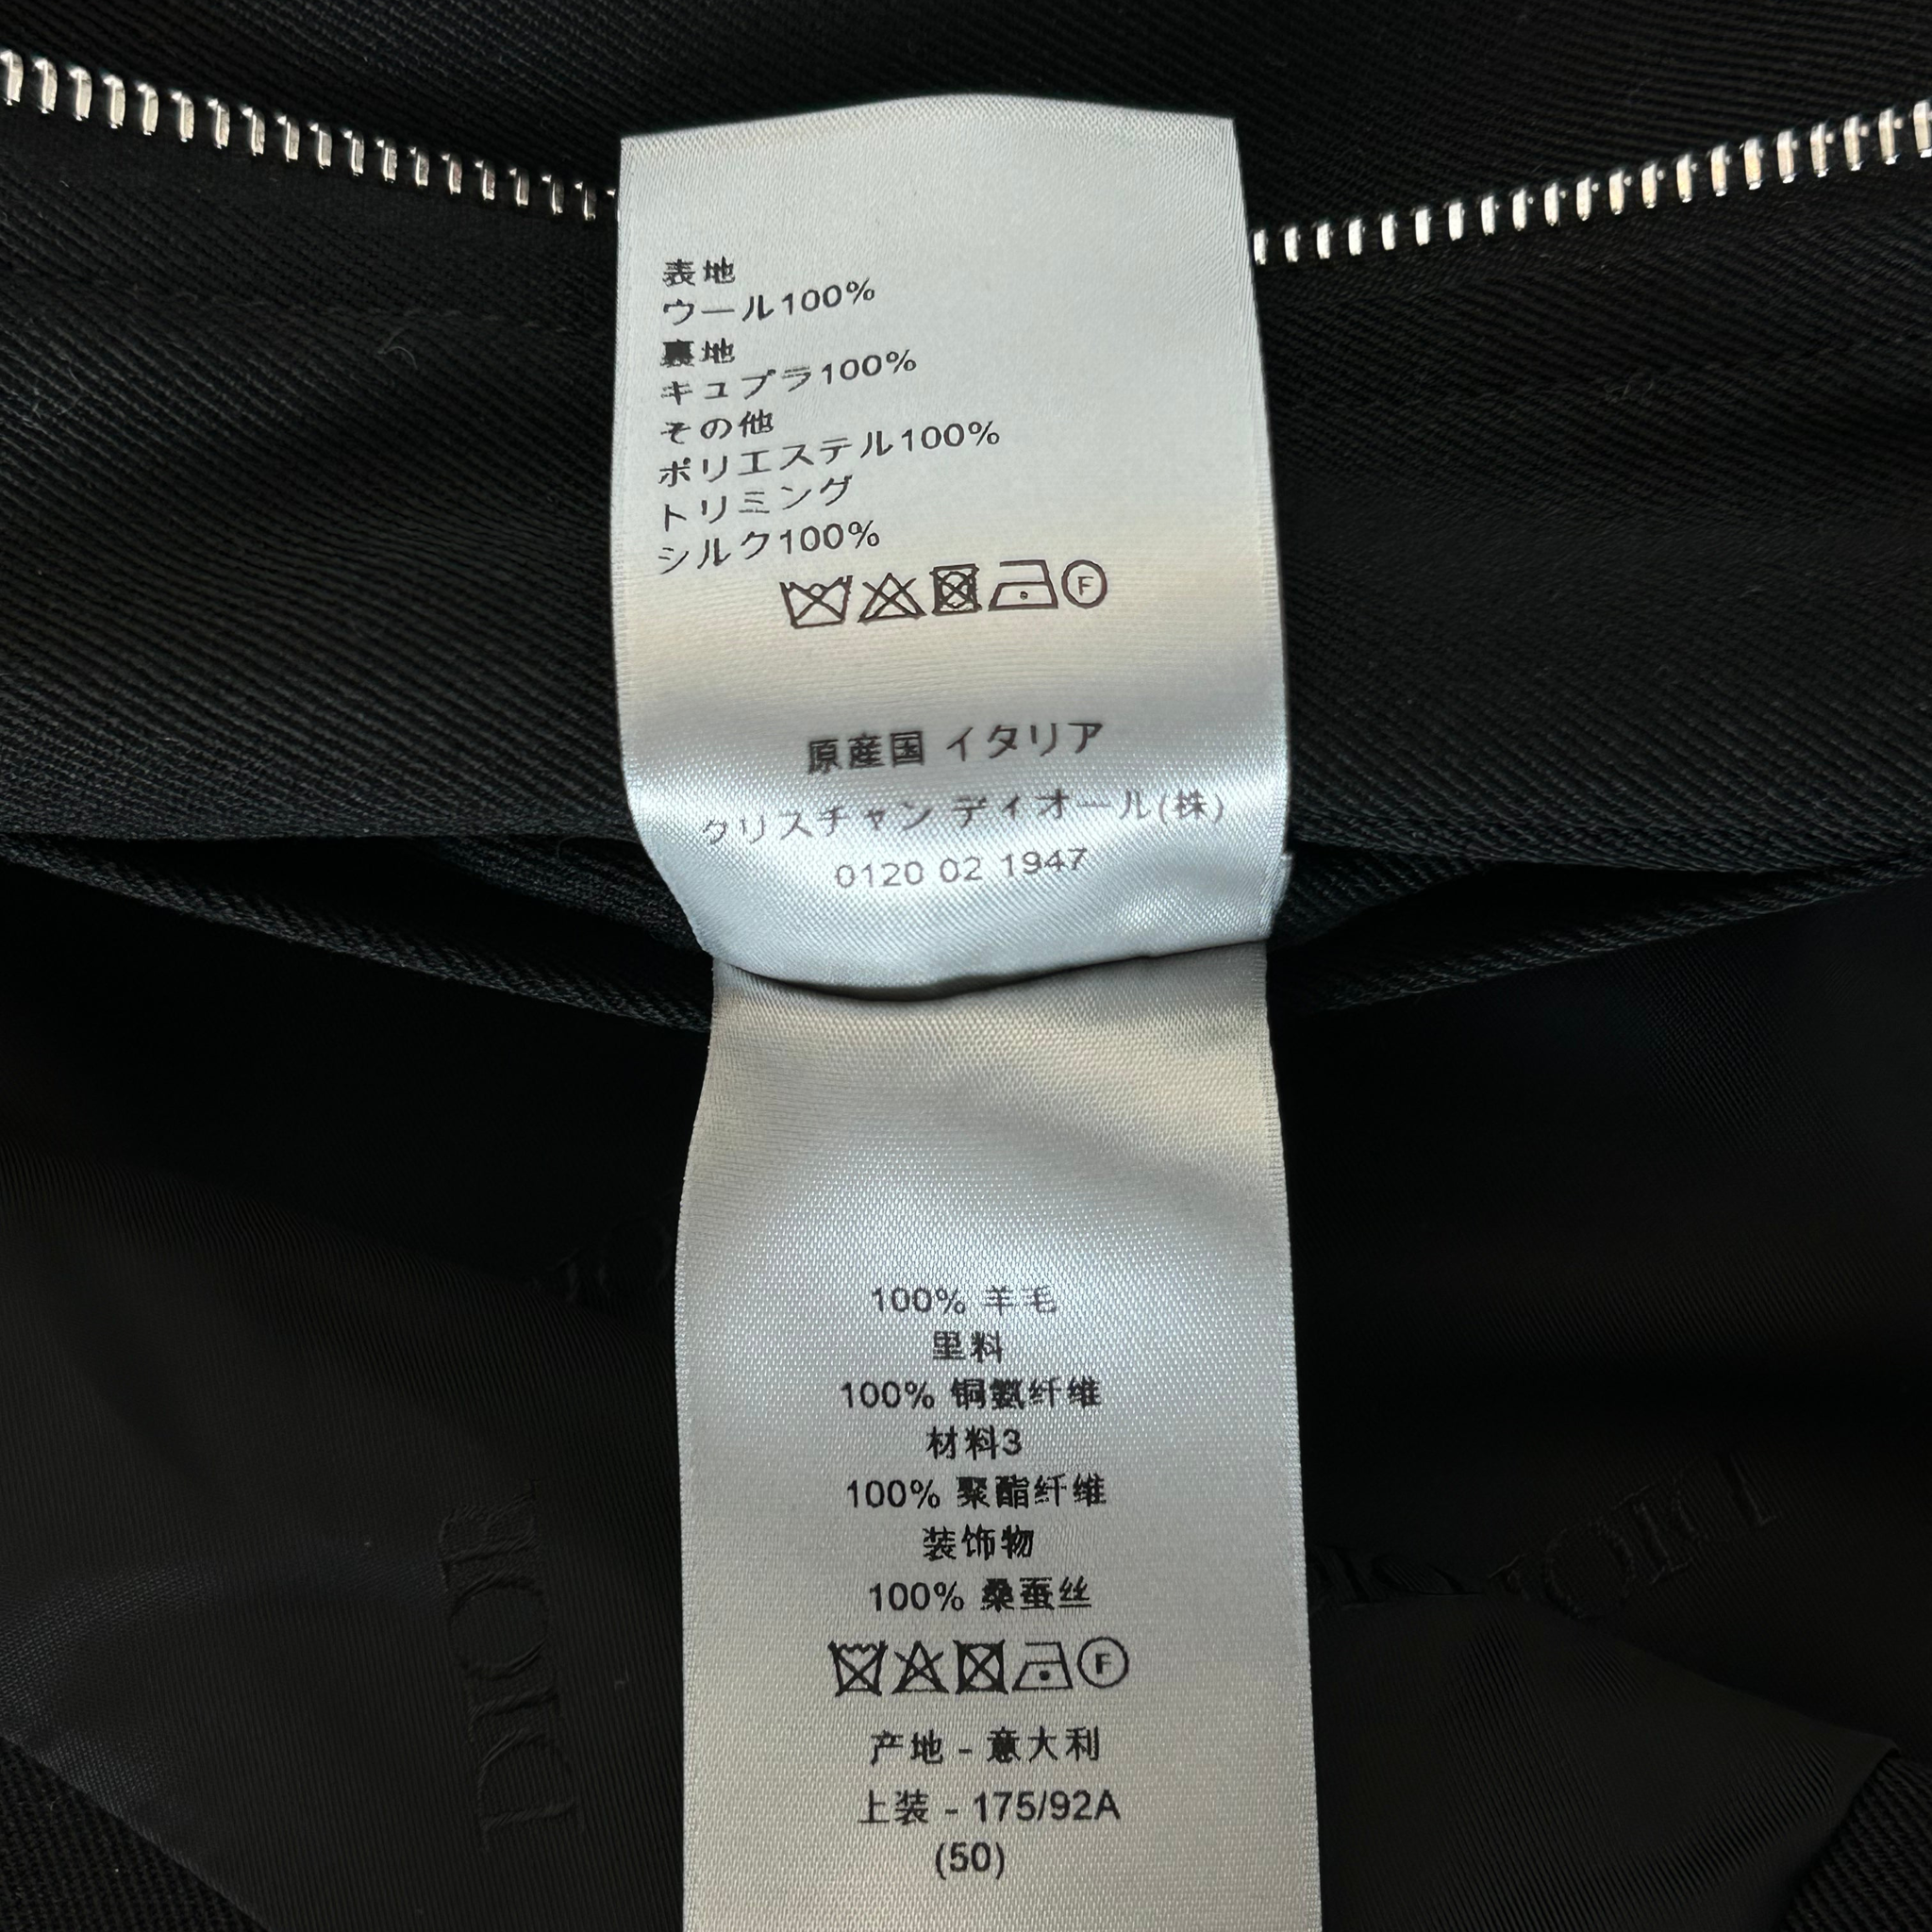 表地
ウール100%
裏地
キュプラ100%
その他
ポリエステル100%
トリミング
シルク100%
F
原産国 イタリア
クリスチャン ディオール(株)
0120 02 1947
100% 羊毛
里料
100% 铜氨纤维
材料3
100% 聚酯纤维
装饰物
100% 桑蚕丝
F
产地 - 意大利
上装 - 175/92A
(50)
DIOR
DIOR